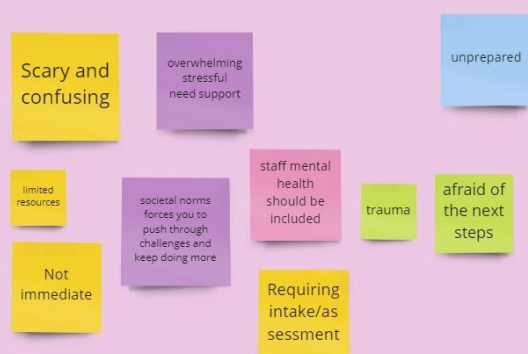 Scary and
confusing
overwhelming
stressful
need support
unprepared
limited
resources
societal norms
forces you to
push through
challenges and
keep doing more
staff mental
health
should be
included
trauma
afraid of
the next
steps
Not
immediate
Requiring
intake/as
sessment